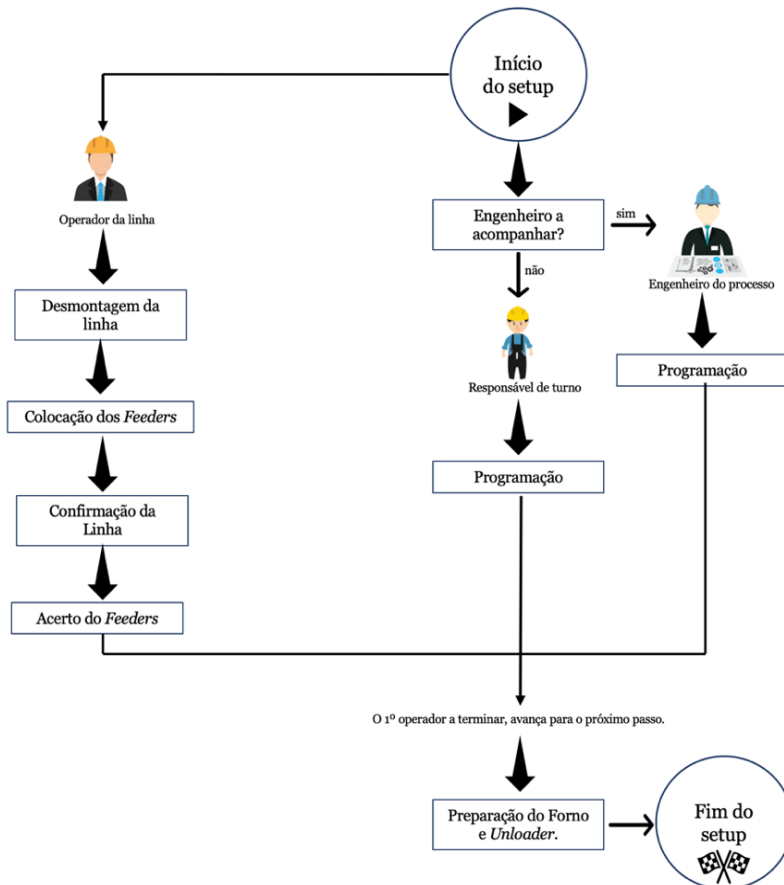 Início
do setup
Operador da linha
Engenheiro a
acompanhar?
sim
não
Engenheiro do processo
Desmontagem da
linha
Responsável de turno
Programação
Colocação dos Feeders
Programação
Confirmação da
Linha
Acerto do Feeders
O 1º operador a terminar, avança para o próximo passo.
Preparação do Forno
e Unloader.
Fim do
setup